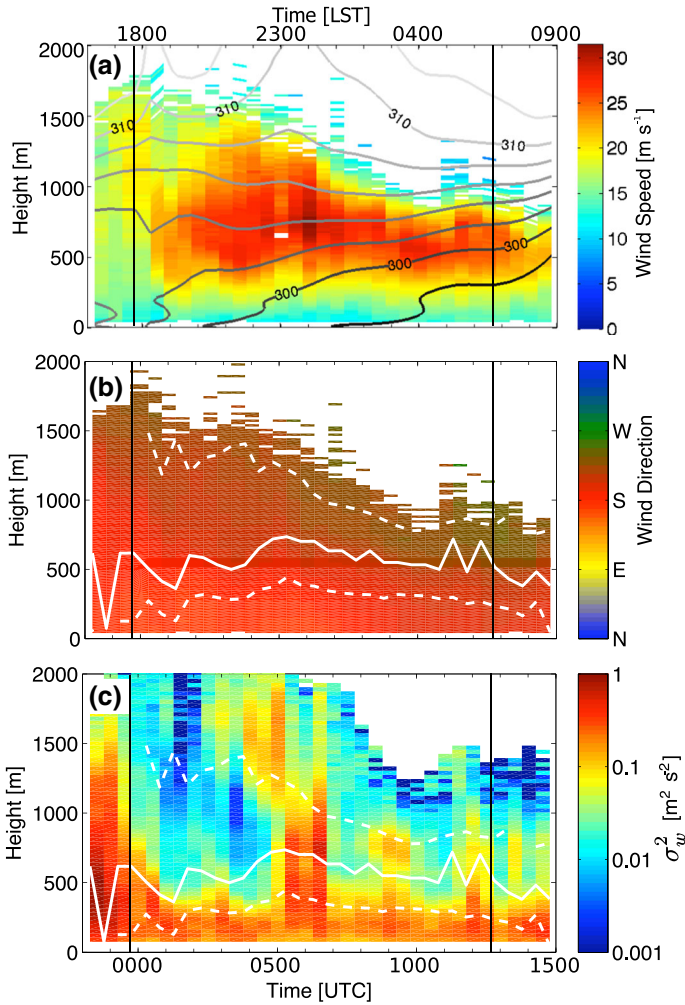 Time [LST]
1800 2300 0400 0900
(a)
2000
1500
1000
500
0
Height [m]
310
310
310
310
300
300
30
25
20
15
10
5
0
Wind Speed [m s⁻¹]
(b)
2000
1500
1000
500
0
Height [m]
N
W
S
E
N
Wind Direction
(c)
2000
1500
1000
500
0
Height [m]
1
0.1
0.01
0.001
σ²w [m² s⁻²]
0000 0500 1000 1500
Time [UTC]